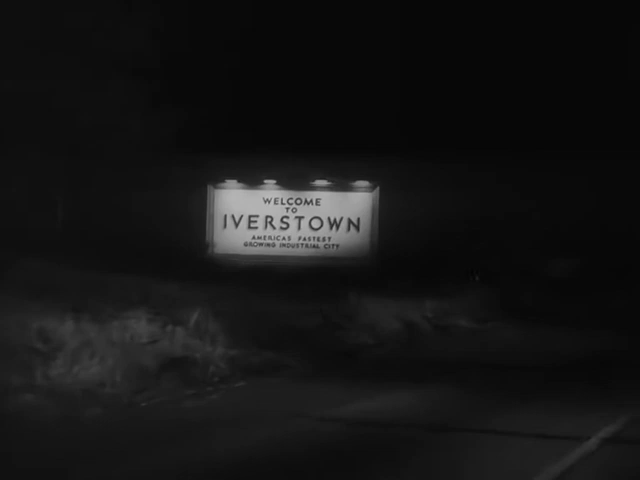 WELCOME
TO
IVERSTOWN
AMERICAS FASTEST
GROWING INDUSTRIAL CITY